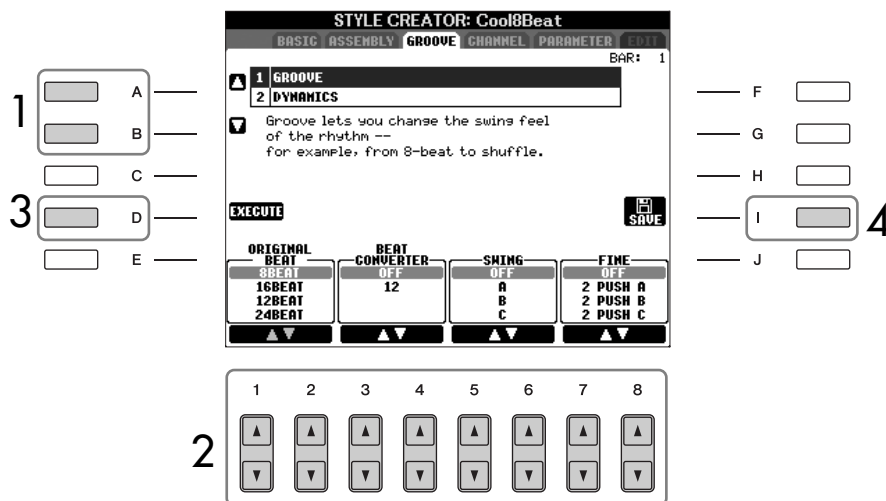 STYLE CREATOR: Cool8Beat
BASIC ASSEMBLY GROOVE CHANNEL PARAMETER EDIT
BAR: 1
1 GROOVE
2 DYNAMICS
Groove lets you change the swing feel
of the rhythm --
for example, from 8-beat to shuffle.
EXECUTE
SAVE
ORIGINAL BEAT
8BEAT
16BEAT
12BEAT
24BEAT
BEAT CONVERTER
OFF
12
SWING
OFF
A
B
C
FINE
OFF
2 PUSH A
2 PUSH B
2 PUSH C
1
A
B
C
3
D
E
F
G
H
I
4
J
1 2 3 4 5 6 7 8
2